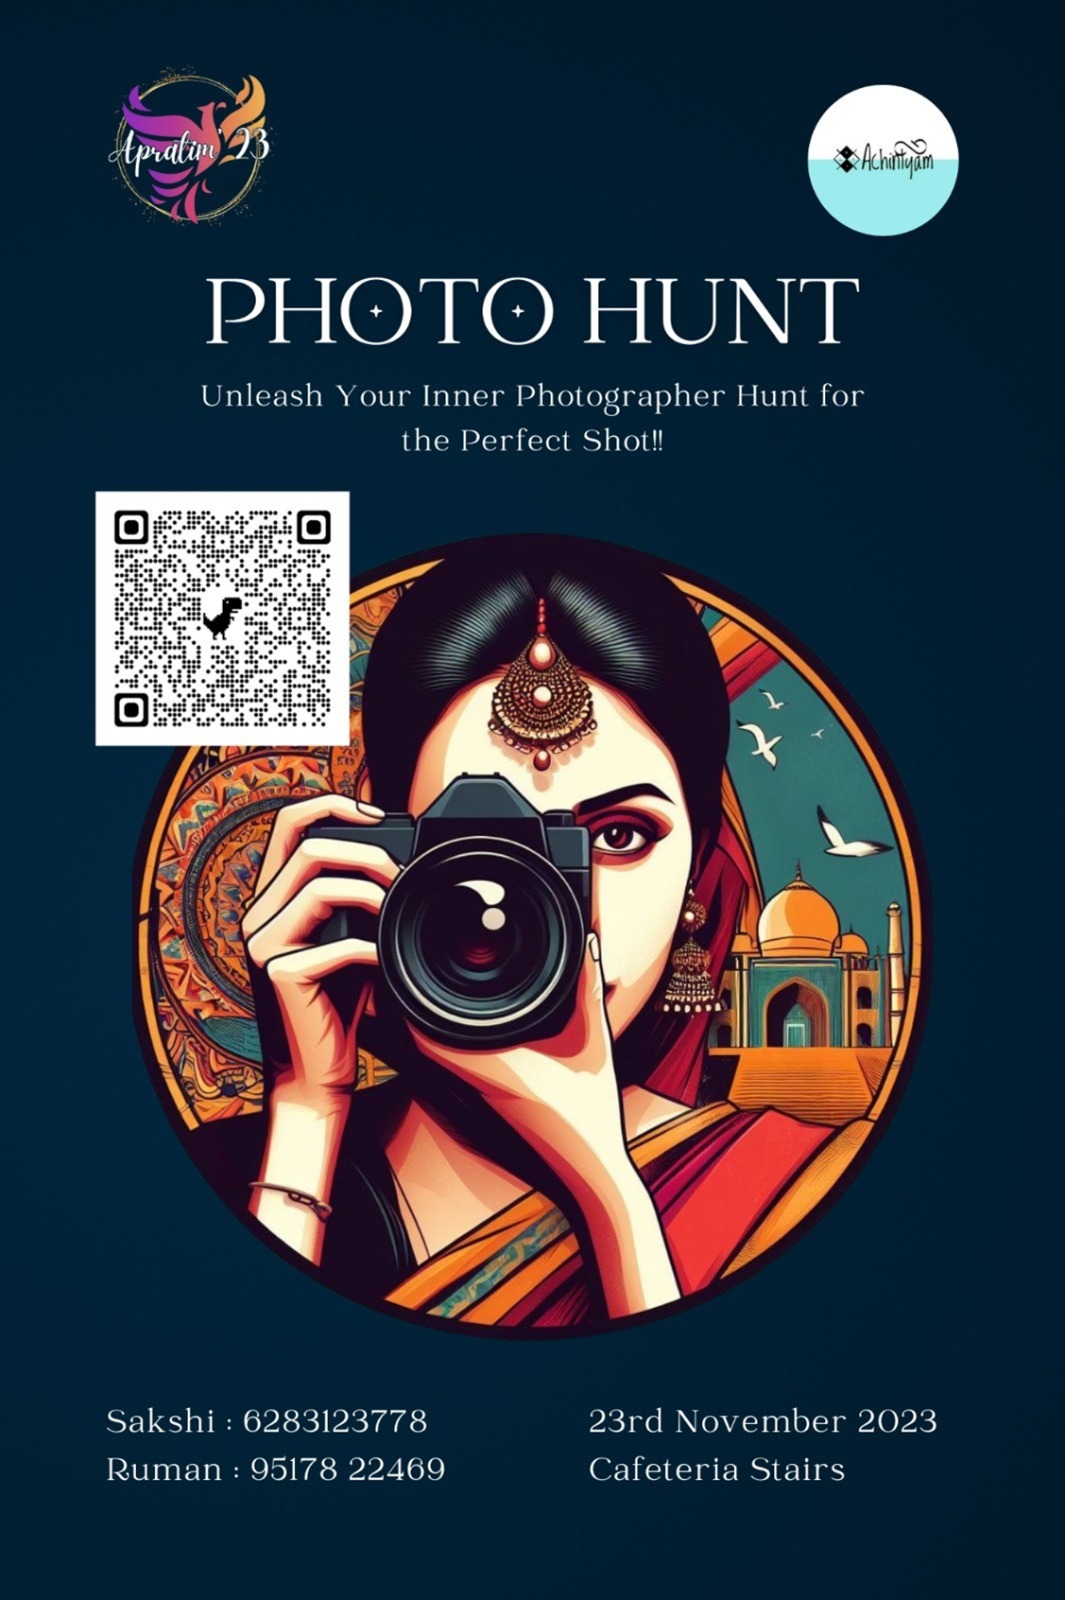 Apratim'23
Achintyam
PHOTO HUNT
Unleash Your Inner Photographer Hunt for
the Perfect Shot!!
Sakshi : 6283123778
Ruman : 95178 22469
23rd November 2023
Cafeteria Stairs